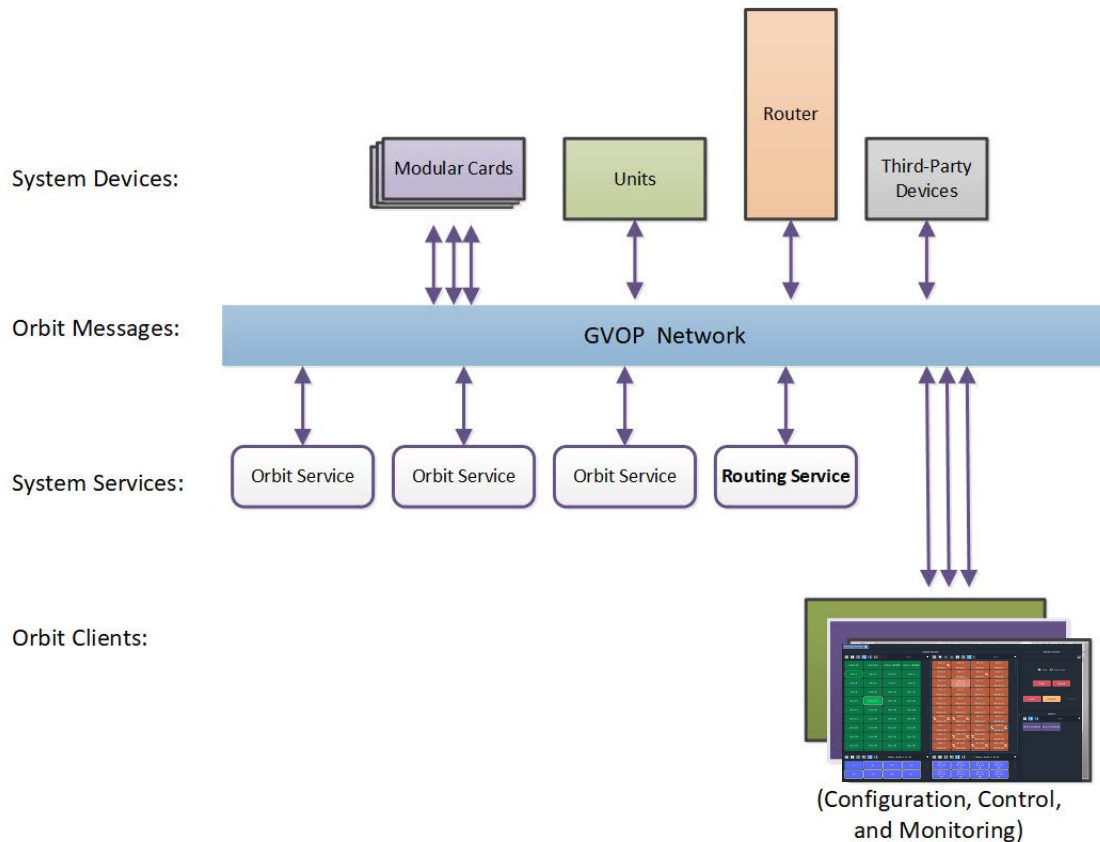 Router
System Devices:
Modular Cards
Units
Third-Party
Devices
Orbit Messages:
GVOP Network
System Services:
Orbit Service
Orbit Service
Orbit Service
Routing Service
Orbit Clients:
(Configuration, Control,
and Monitoring)